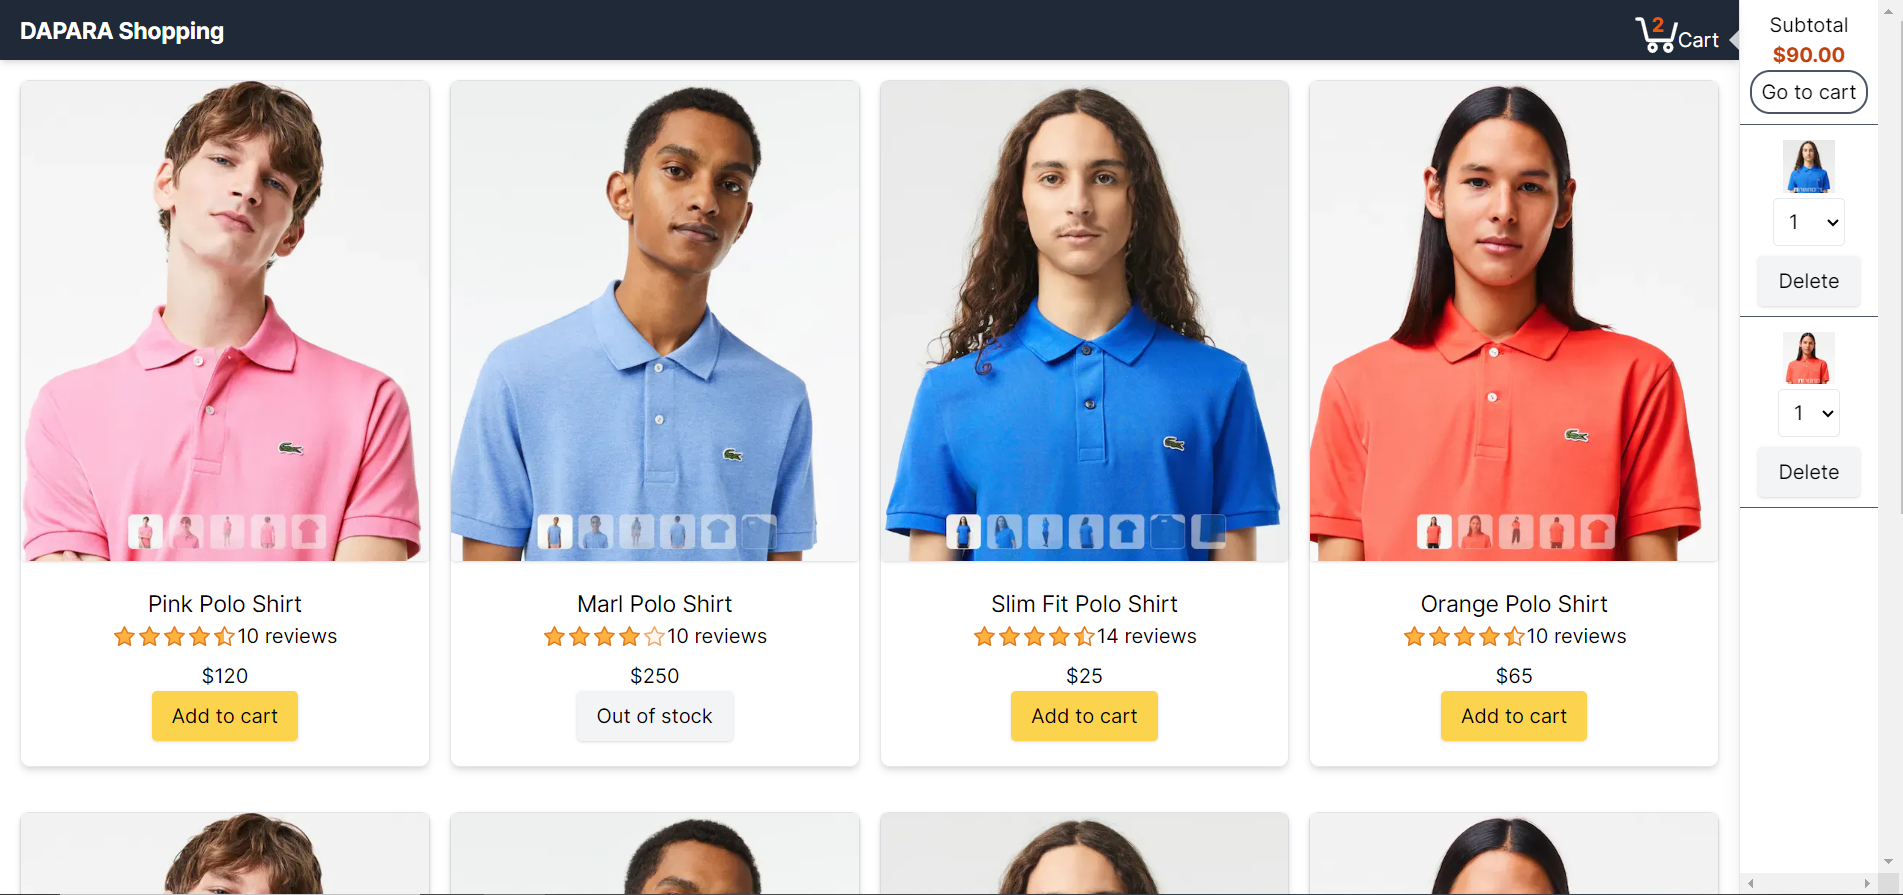 DAPARA Shopping
2
Cart
Subtotal
$90.00
Go to cart
1
Delete
1
Delete
Pink Polo Shirt
10 reviews
$120
Add to cart
Marl Polo Shirt
10 reviews
$250
Out of stock
Slim Fit Polo Shirt
14 reviews
$25
Add to cart
Orange Polo Shirt
10 reviews
$65
Add to cart